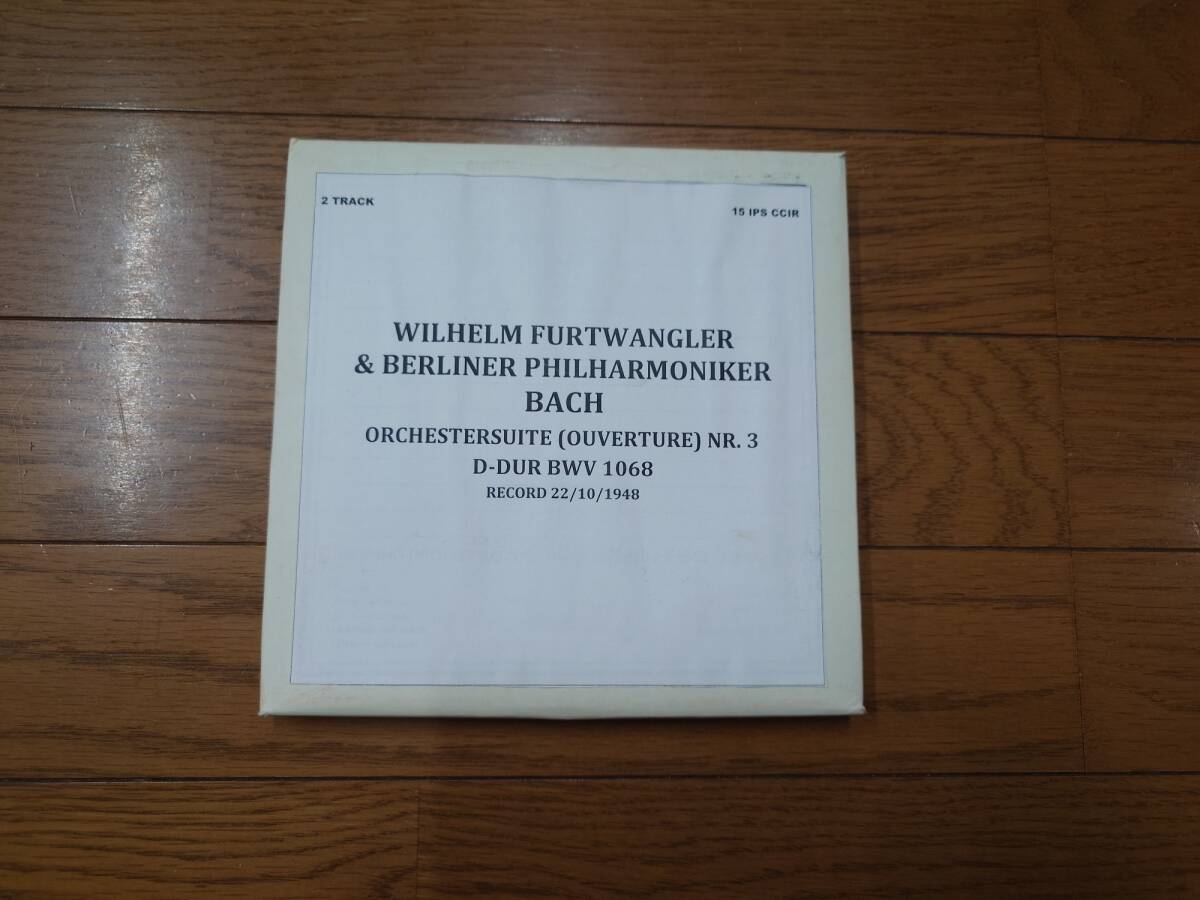 2 TRACK
15 IPS CCIR
WILHELM FURTWANGLER
& BERLINER PHILHARMONIKER
BACH
ORCHESTERSUITE (OUVERTURE) NR. 3
D-DUR BWV 1068
RECORD 22/10/1948